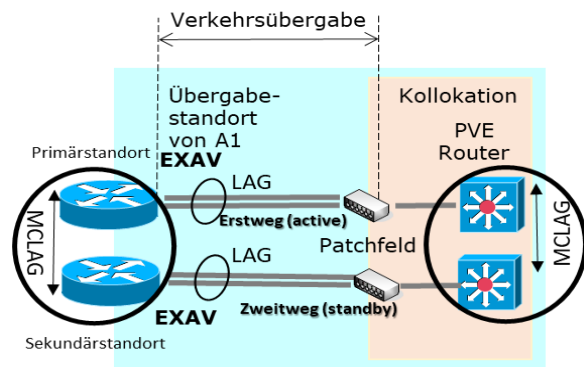 Verkehrsübergabe
Übergabe-
standort
von A1
Kollokation
PVE
Router
Primärstandort
EXAV
LAG
MCLAG
Erstweg (active)
MCLAG
Patchfeld
LAG
EXAV
Zweitweg (standby)
Sekundärstandort